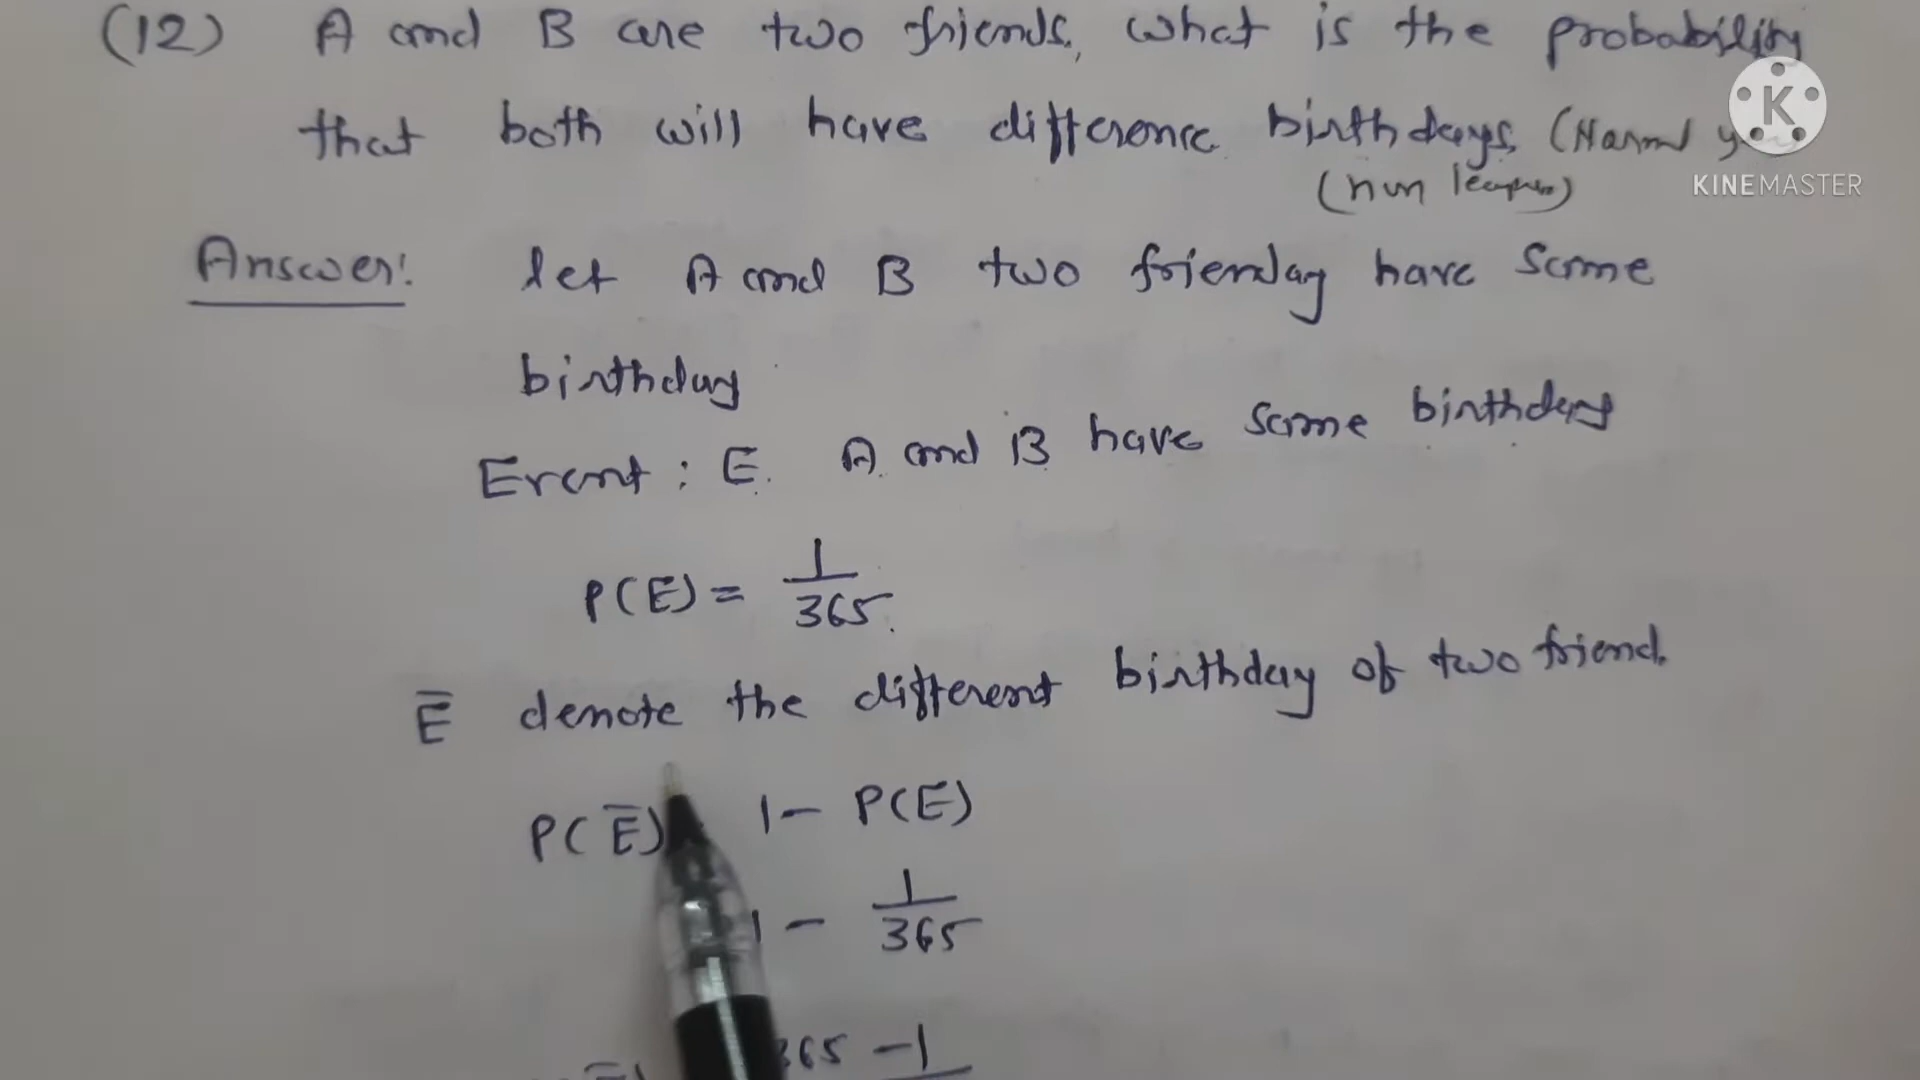 (12) A and B are two friends, what is the probability
that both will have difference birthdays, (Normal
(nun
K
KINEMASTER
Answer: let A and B two frienday have same
birthday
Event : E. A and B have same birthday
P(E) = 1/365.
Ē denote the different birthday of two friend.
P(Ē) 1 - P(E)
1 - 1/365
365 - 1